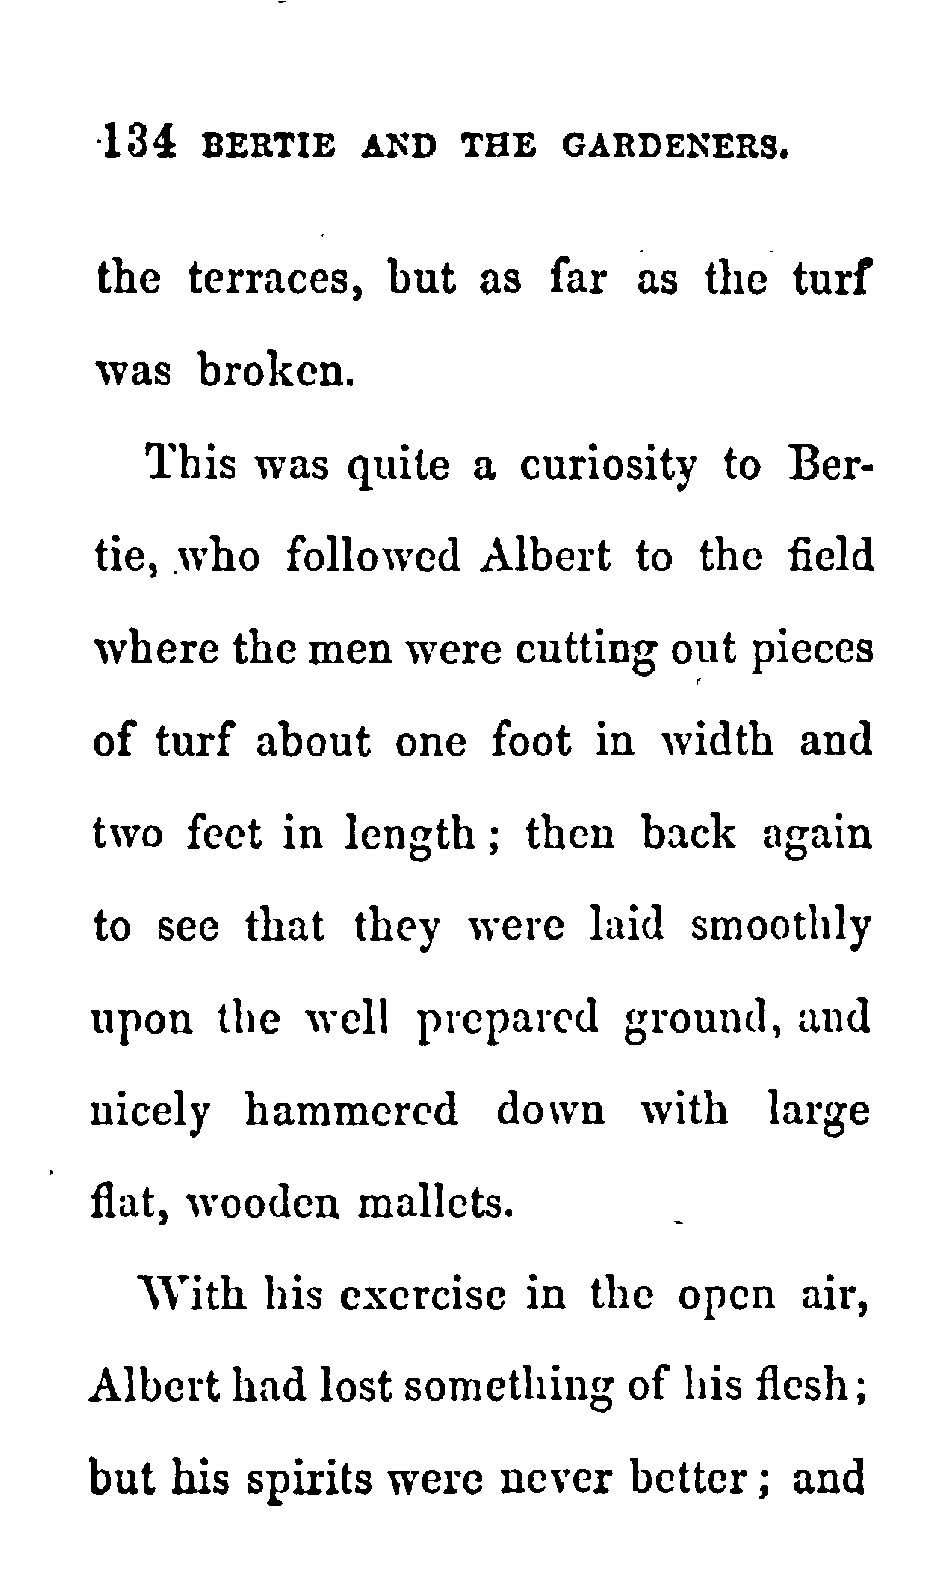 134 BERTIE AND THE GARDENERS.
the terraces, but as far as the turf
was broken.
This was quite a curiosity to Ber-
tie, who followed Albert to the field
where the men were cutting out pieces
of turf about one foot in width and
two feet in length ; then back again
to see that they were laid smoothly
upon the well prepared ground, and
nicely hammered down with large
flat, wooden mallets.
With his exercise in the open air,
Albert had lost something of his flesh;
but his spirits were never better ; and